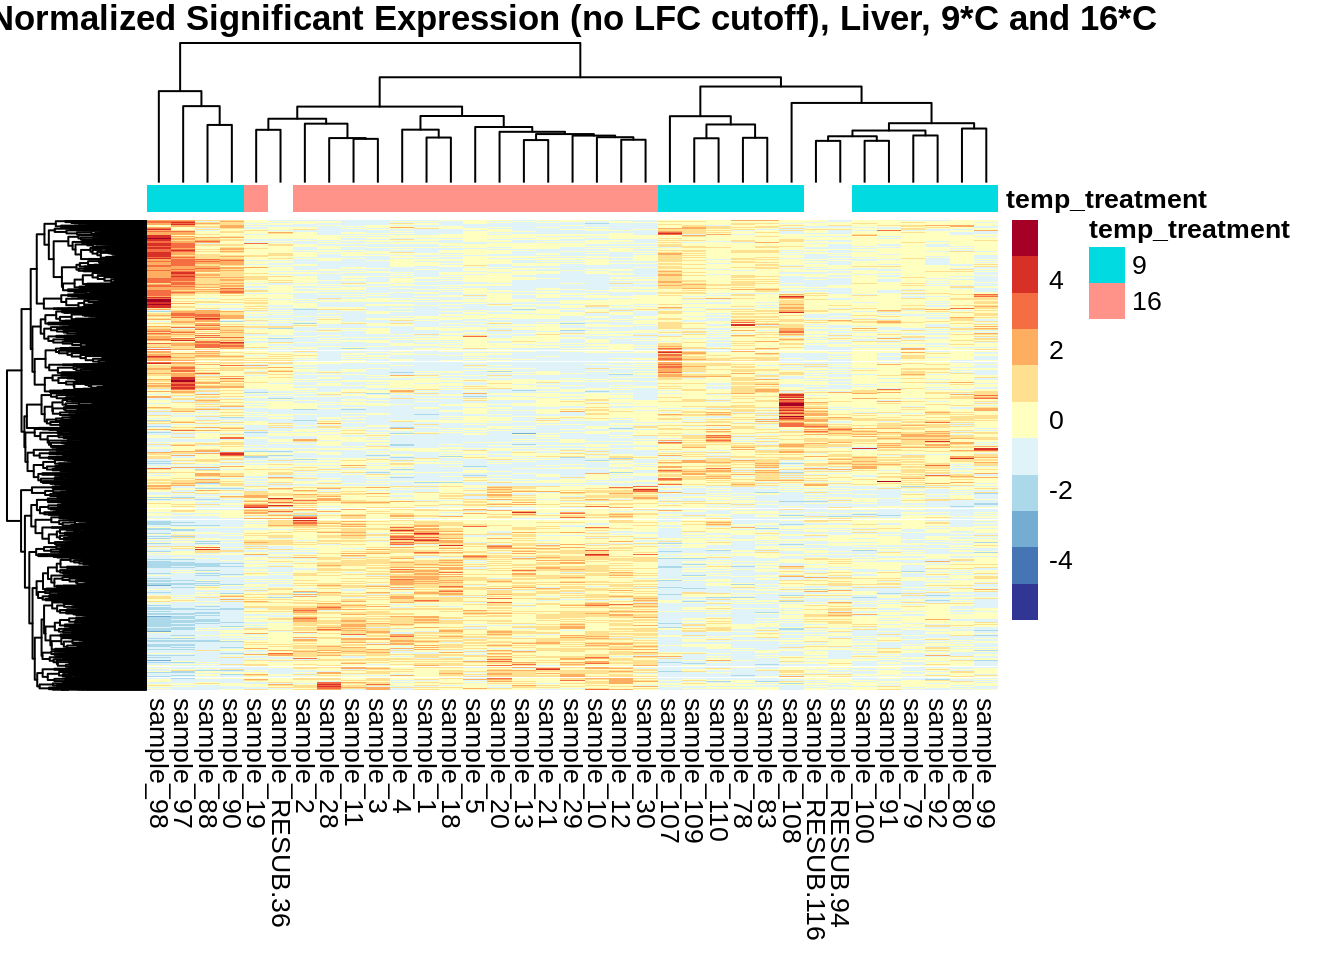 Normalized Significant Expression (no LFC cutoff), Liver, 9*C and 16*C
temp_treatment
temp_treatment
9
16
4
2
0
-2
-4
sample_98
sample_97
sample_88
sample_90
sample_19
sample_RESUB.36
sample_2
sample_28
sample_11
sample_3
sample_4
sample_1
sample_18
sample_5
sample_20
sample_13
sample_21
sample_29
sample_10
sample_12
sample_30
sample_107
sample_109
sample_110
sample_78
sample_83
sample_108
sample_RESUB.116
sample_RESUB.94
sample_100
sample_91
sample_79
sample_92
sample_80
sample_99